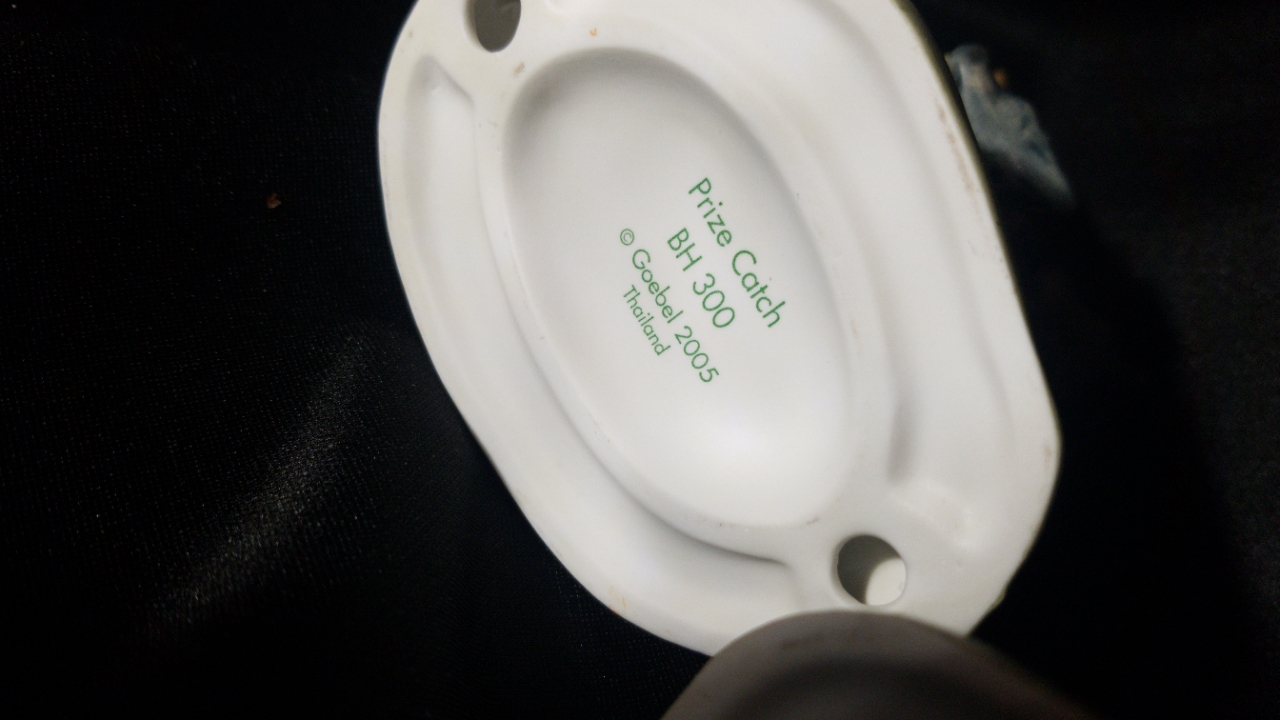 Prize Catch
BH 300
© Goebel 2005
Thailand